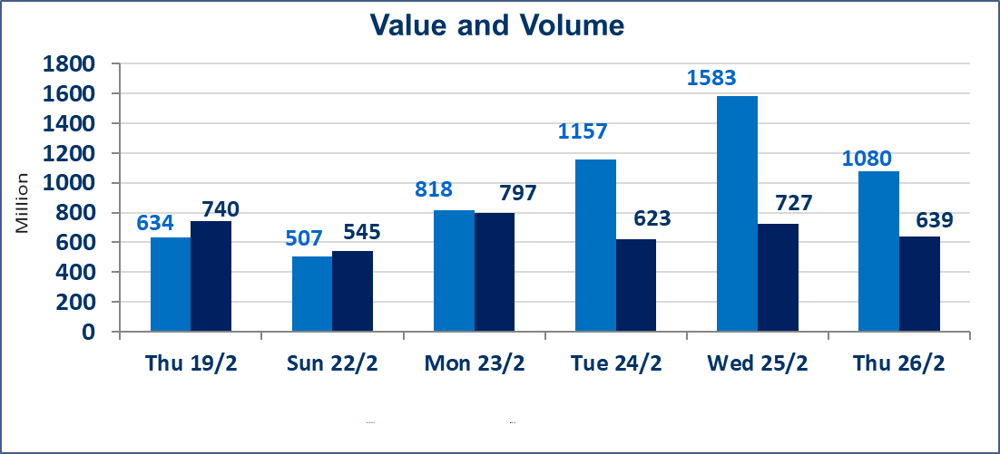 Value and Volume
1800
1600
1400
1200
1000
800
600
400
200
0
Million
634
740
507
545
818
797
1157
623
1583
727
1080
639
Thu 19/2
Sun 22/2
Mon 23/2
Tue 24/2
Wed 25/2
Thu 26/2